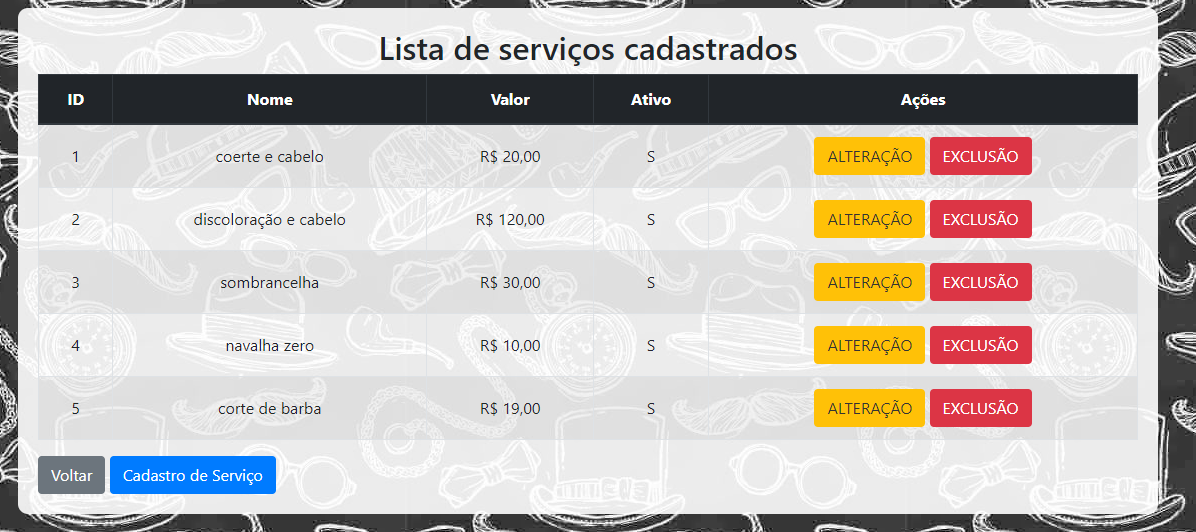 Lista de serviços cadastrados
ID Nome Valor Ativo Ações
1 coerte e cabelo R$ 20,00 S ALTERAÇÃO EXCLUSÃO
2 discoloração e cabelo R$ 120,00 S ALTERAÇÃO EXCLUSÃO
3 sombrancelha R$ 30,00 S ALTERAÇÃO EXCLUSÃO
4 navalha zero R$ 10,00 S ALTERAÇÃO EXCLUSÃO
5 corte de barba R$ 19,00 S ALTERAÇÃO EXCLUSÃO
Voltar Cadastro de Serviço